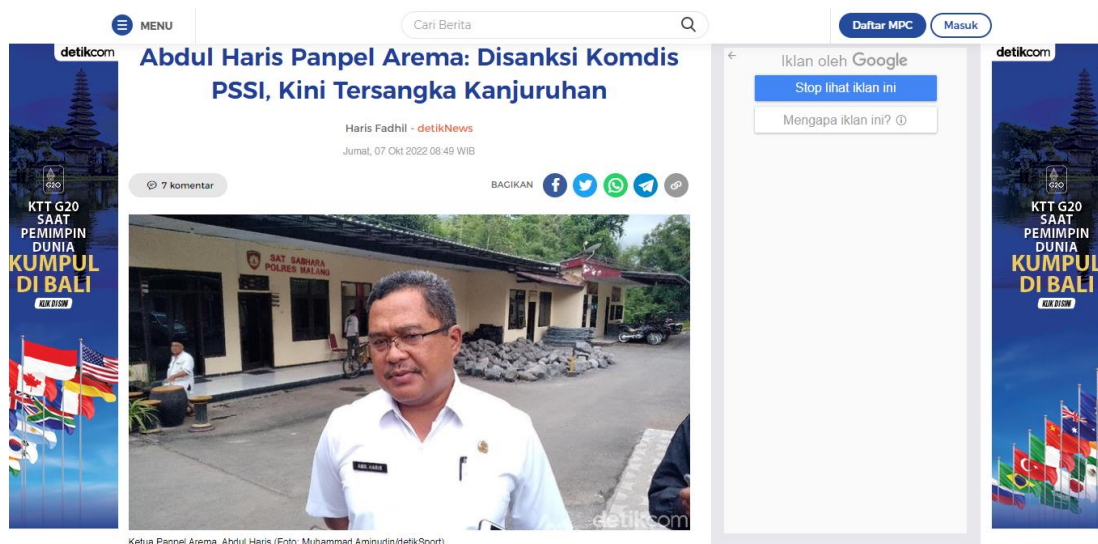 MENU
Cari Berita
Daftar MPC
Masuk
detikcom
KTT G20
SAAT
PEMIMPIN
DUNIA
KUMPUL
DI BALI
KLIK DISINI
Abdul Haris Panpel Arema: Disanksi Komdis
PSSI, Kini Tersangka Kanjuruhan
Haris Fadhil - detikNews
Jumat, 07 Okt 2022 08:49 WIB
7 komentar
BAGIKAN
SAT SABHARA
POLRES MALANG
ABD. HARIS
detikcom
Ketua Panpel Arema, Abdul Haris (Foto: Muhammad Aminudin/detikSport)
Iklan oleh Google
Stop lihat iklan ini
Mengapa iklan ini?
detikcom
G20
KTT G20
SAAT
PEMIMPIN
DUNIA
KUMPUL
DI BALI
KLIK DISINI